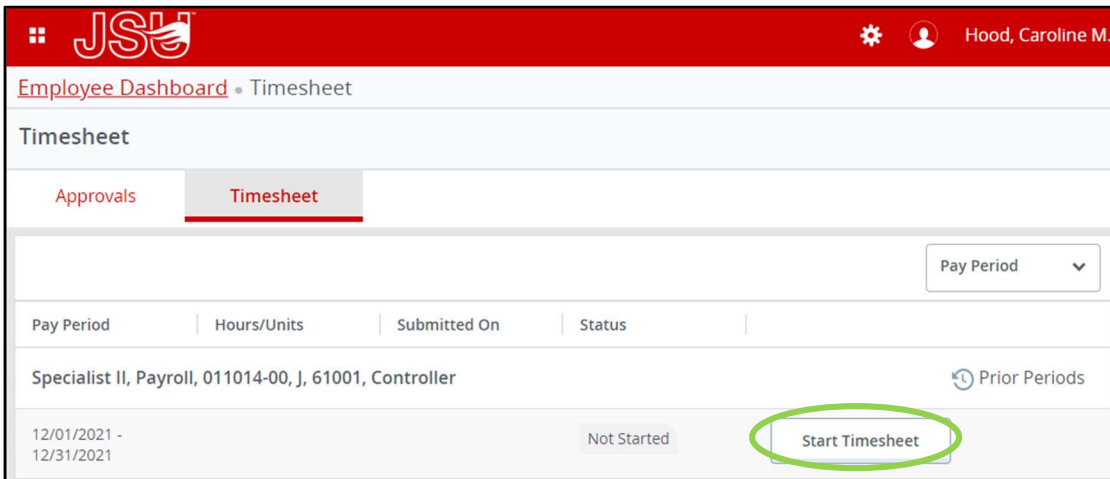 JSU
Hood, Caroline M.
Employee Dashboard • Timesheet
Timesheet
Approvals
Timesheet
Pay Period
Pay Period
Hours/Units
Submitted On
Status
Specialist II, Payroll, 011014-00, J, 61001, Controller
Prior Periods
12/01/2021 -
12/31/2021
Not Started
Start Timesheet